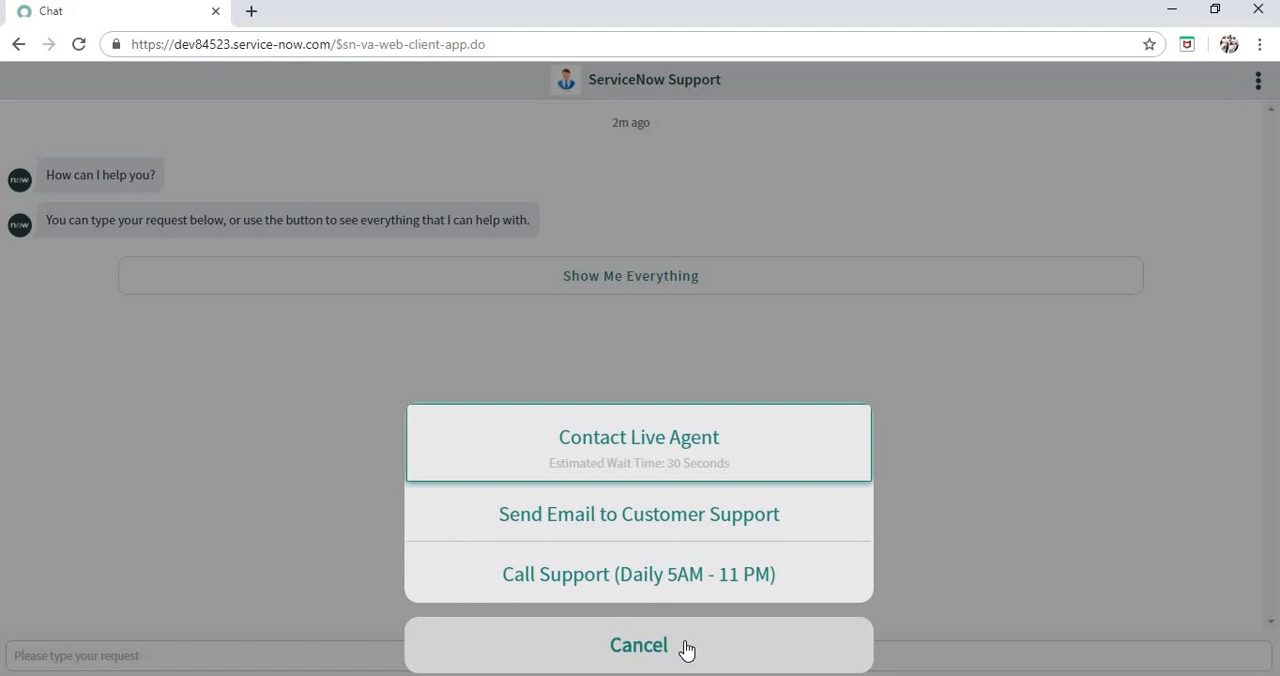 Chat
https://dev84523.service-now.com/$sn-va-web-client-app.do
ServiceNow Support
2m ago
now
How can I help you?
now
You can type your request below, or use the button to see everything that I can help with.
Show Me Everything
Contact Live Agent
Estimated Wait Time: 30 Seconds
Send Email to Customer Support
Call Support (Daily 5AM - 11 PM)
Cancel
Please type your request